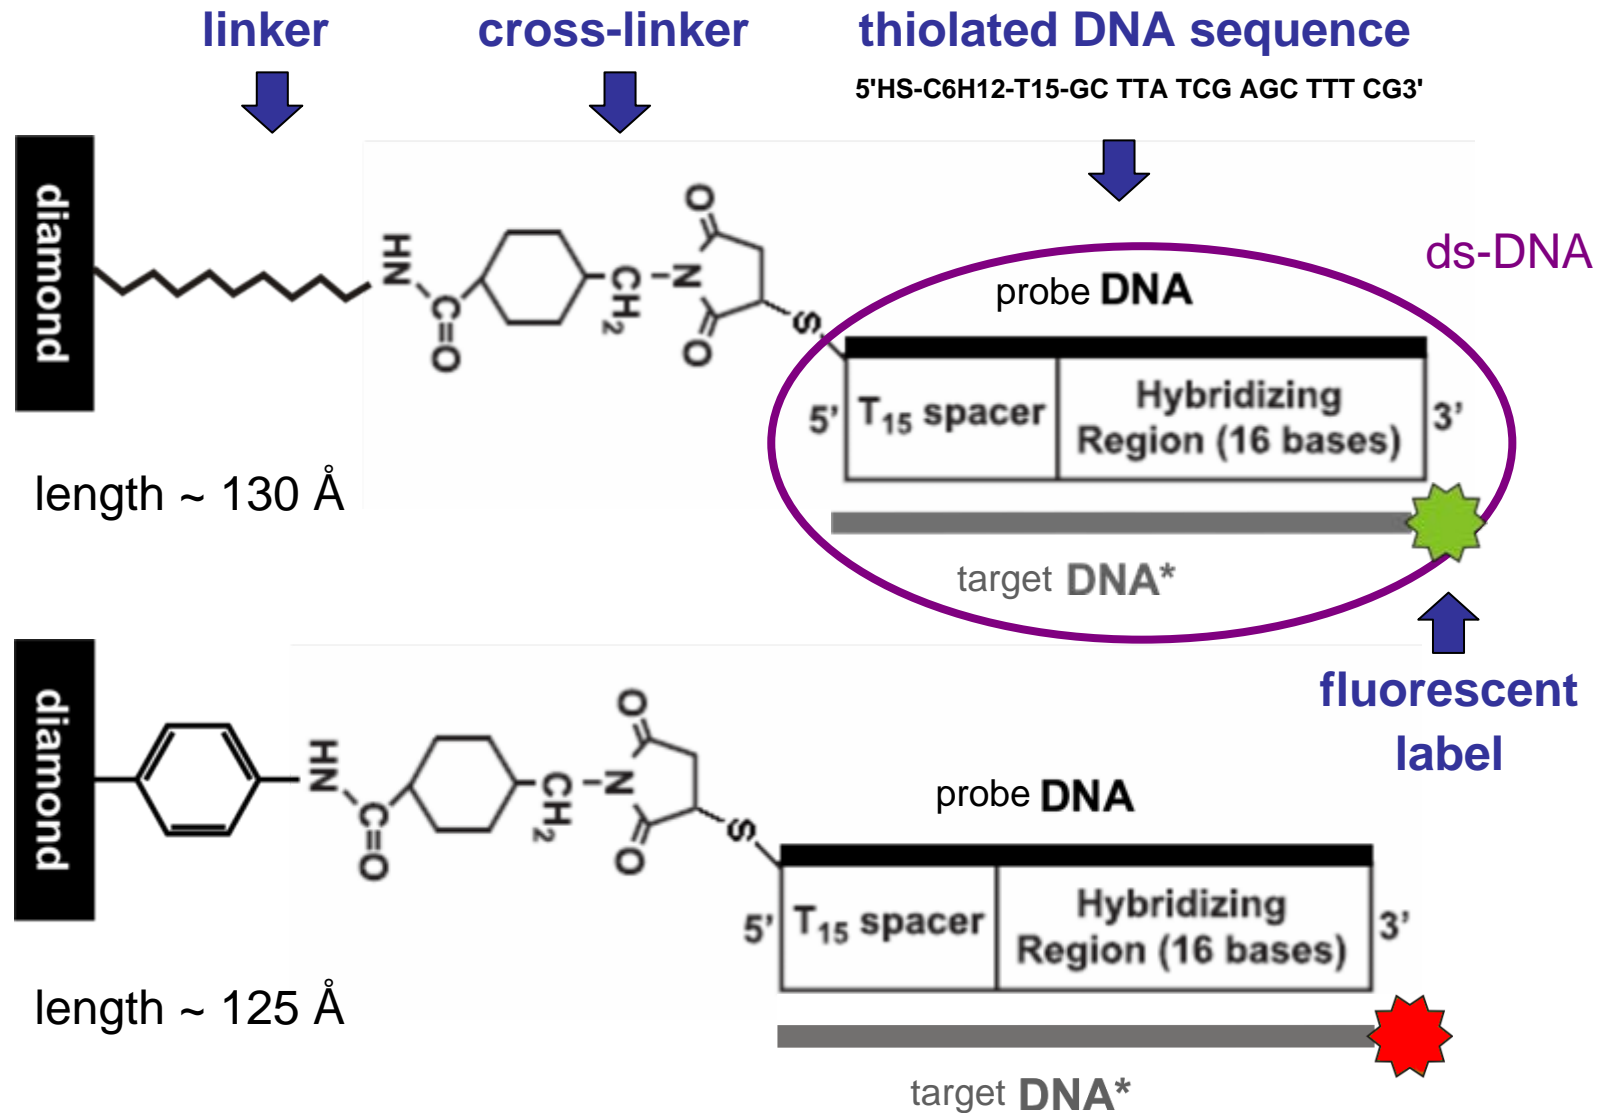 linker
cross-linker
thiolated DNA sequence
5'HS-C6H12-T15-GC TTA TCG AGC TTT CG3'
diamond
HN
C=O
CH2
N
O
O
S
ds-DNA
probe DNA
5'
T15 spacer
Hybridizing
Region (16 bases)
3'
length ~ 130 Å
target DNA*
fluorescent
label
diamond
HN
C=O
CH2
N
O
O
S
probe DNA
5'
T15 spacer
Hybridizing
Region (16 bases)
3'
length ~ 125 Å
target DNA*